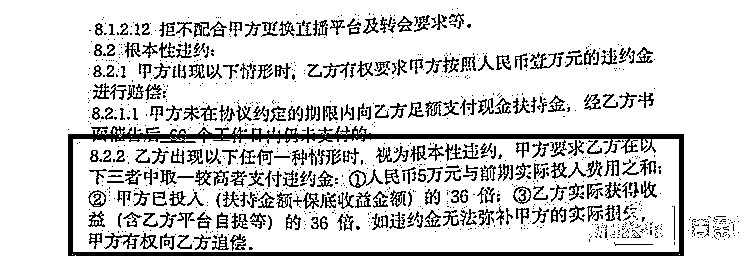 8.1.2.12 拒不配合甲方更换直播平台及转会要求等。
8.2 根本性违约:
8.2.1 甲方出现以下情形时，乙方有权要求甲方按照人民币壹万元的违约金
进行赔偿:
8.2.1.1 甲方未在协议约定的期限内向乙方足额支付现金扶持金，经乙方书
面催告后 60 个工作日内仍未支付的.
8.2.2 乙方出现以下任何一种情形时，视为根本性违约，甲方要求乙方在以
下三者中取一较高者支付违约金: ①人民币5万元与前期实际投入费用之和;
② 甲方已投入（扶持金额+保底收益金额）的 36 倍; ③乙方实际获得收
益（含乙方平台自提等）的 36 倍. 如违约金无法弥补甲方的实际损失,
甲方有权向乙方追偿.